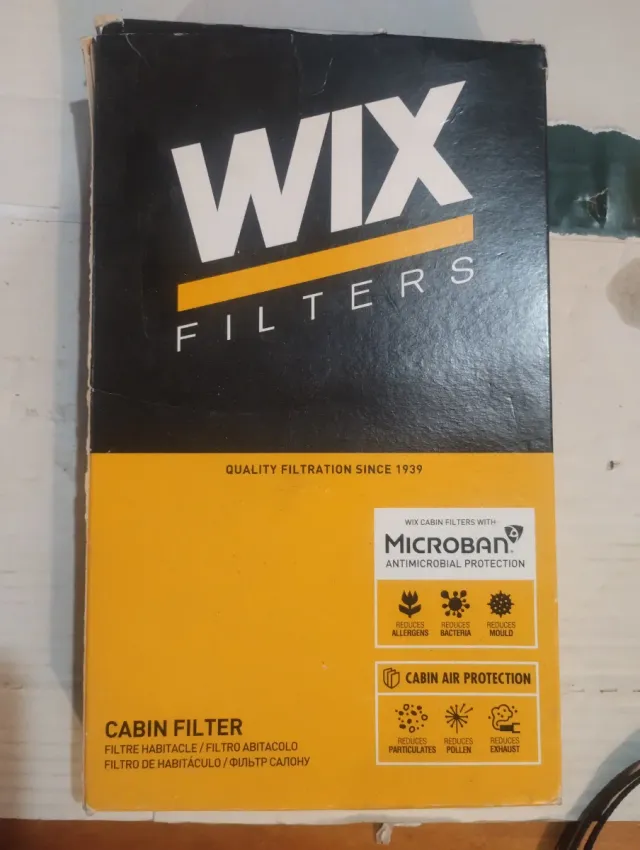 WIX
FILTERS
QUALITY FILTRATION SINCE 1939
WIX CABIN FILTERS WITH
MICROBAN
ANTIMICROBIAL PROTECTION
REDUCES ALLERGENS
REDUCES BACTERIA
REDUCES MOULD
CABIN AIR PROTECTION
REDUCES PARTICULATES
REDUCES POLLEN
REDUCES EXHAUST
CABIN FILTER
FILTRE HABITACLE / FILTRO ABITACOLO
FILTRO DE HABITÁCULO / ФІЛЬТР САЛОНУ